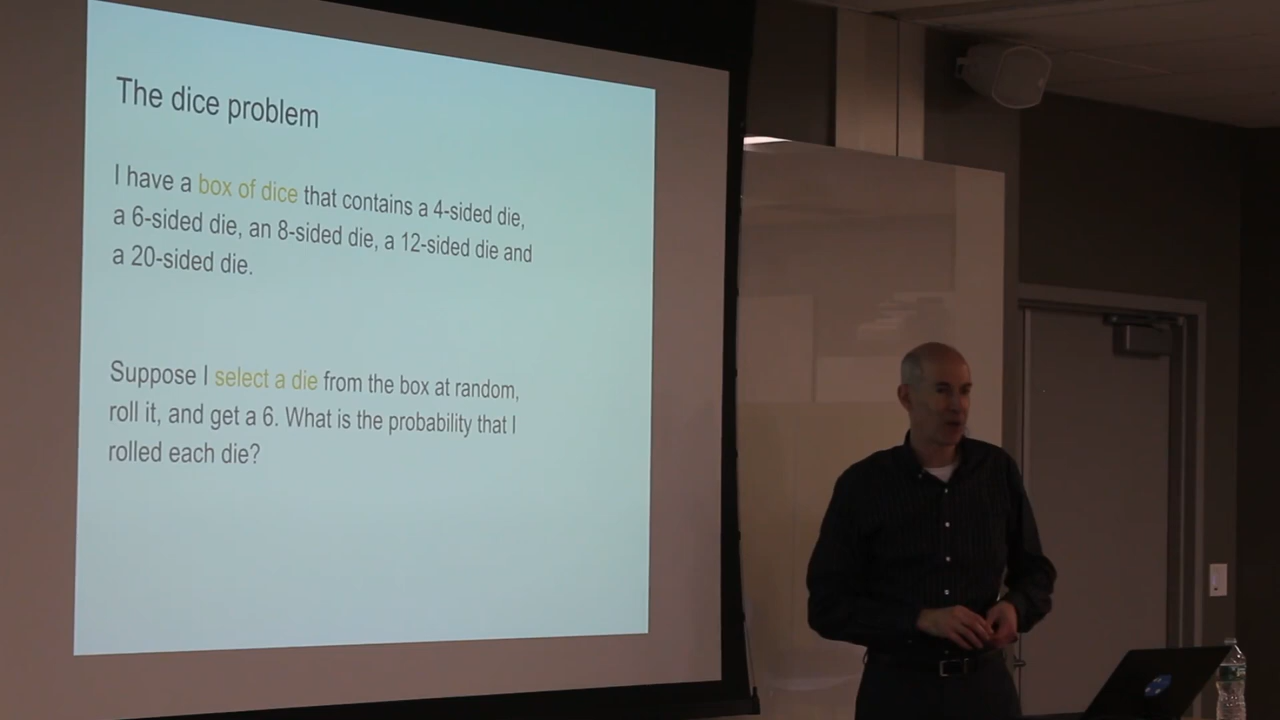 The dice problem
I have a box of dice that contains a 4-sided die,
a 6-sided die, an 8-sided die, a 12-sided die and
a 20-sided die.
Suppose I select a die from the box at random,
roll it, and get a 6. What is the probability that I
rolled each die?